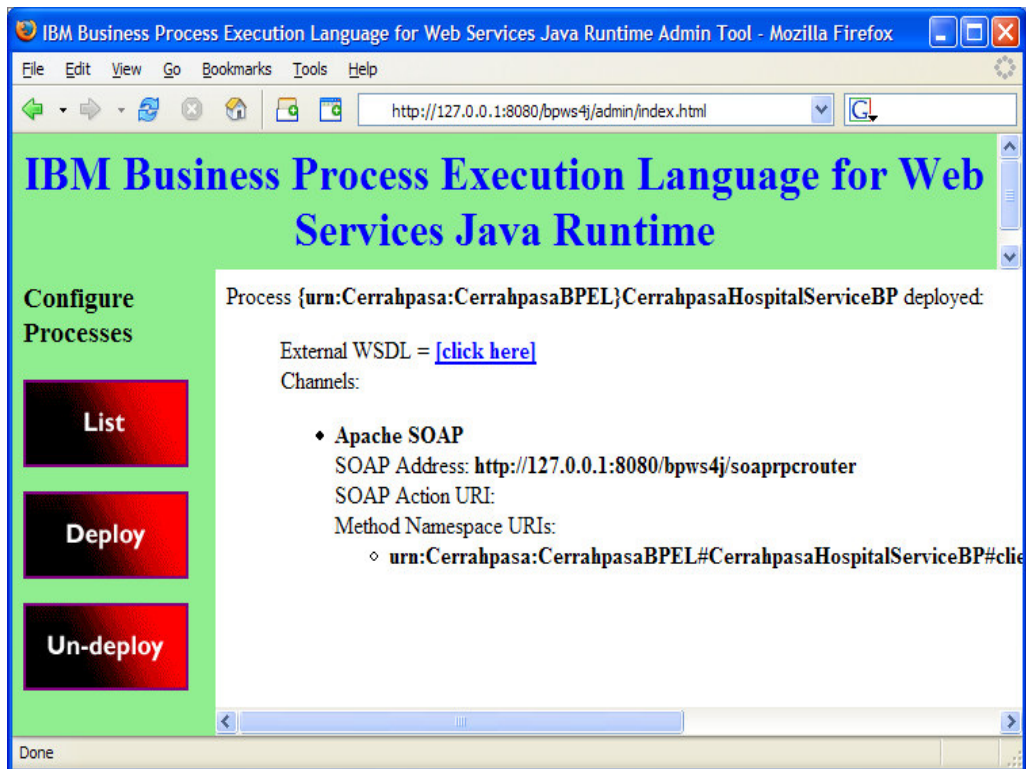 IBM Business Process Execution Language for Web Services Java Runtime Admin Tool - Mozilla Firefox
File Edit View Go Bookmarks Tools Help
http://127.0.0.1:8080/bpws4j/admin/index.html
IBM Business Process Execution Language for Web
Services Java Runtime
Configure
Processes
List
Deploy
Un-deploy
Process {urn:Cerrahpasa:CerrahpasaBPEL}CerrahpasaHospitalServiceBP deployed:
External WSDL = [click here]
Channels:
Apache SOAP
SOAP Address: http://127.0.0.1:8080/bpws4j/soaprpcrouter
SOAP Action URI:
Method Namespace URIs:
urn:Cerrahpasa:CerrahpasaBPEL#CerrahpasaHospitalServiceBP#clie
Done